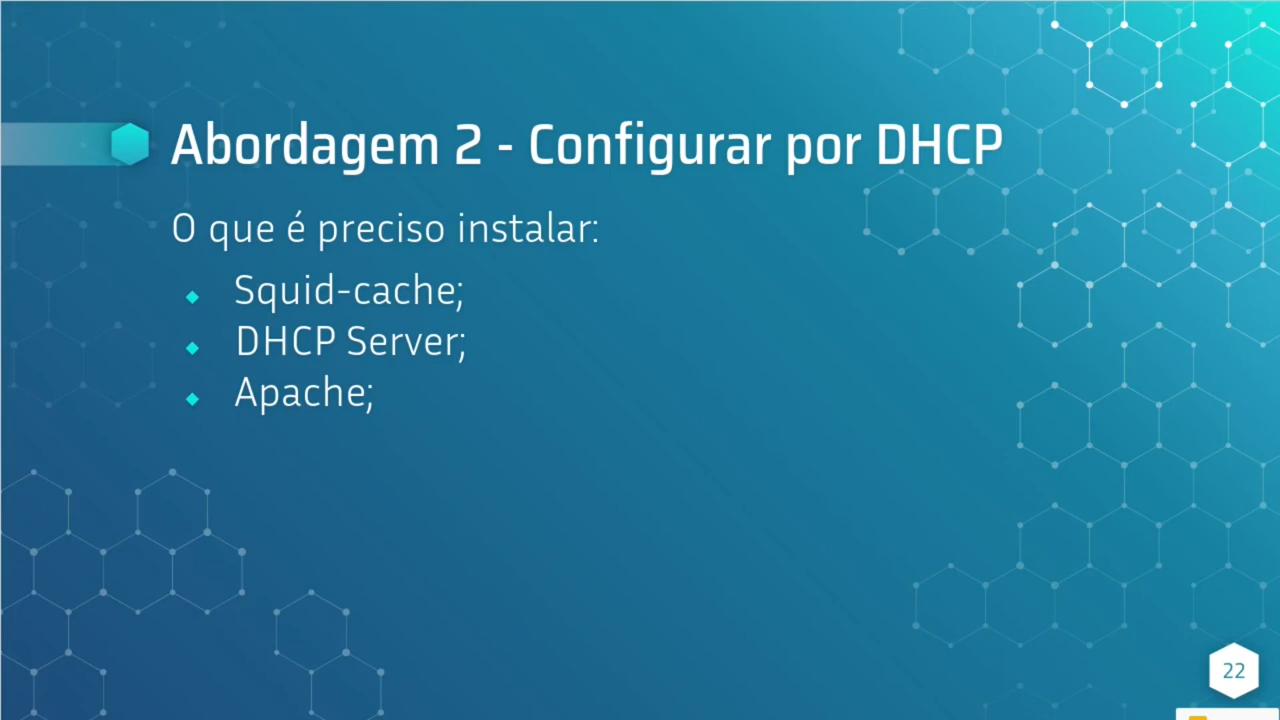 Abordagem 2 - Configurar por DHCP
O que é preciso instalar:
Squid-cache;
DHCP Server;
Apache;
22